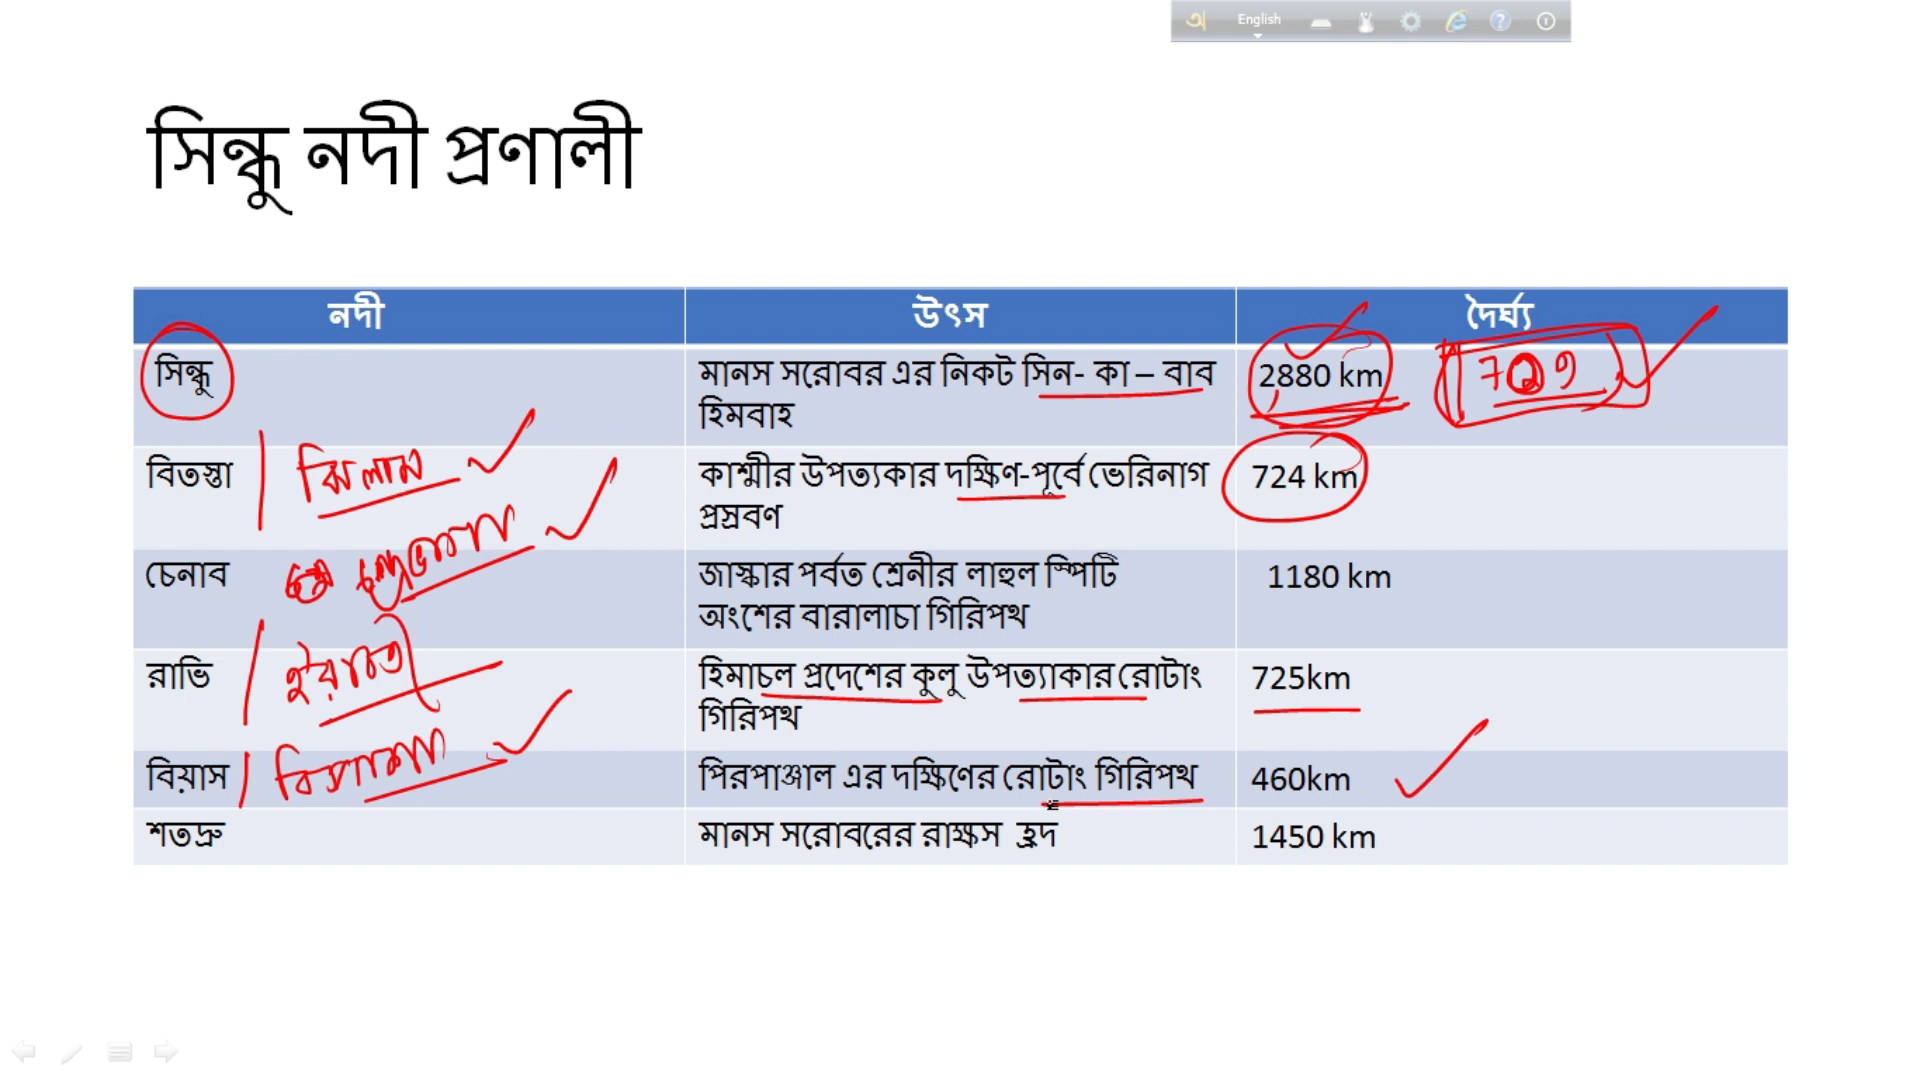 English
সিন্ধু নদী প্রণালী
নদী উৎস দৈর্ঘ্য
সিন্ধু মানস সরোবর এর নিকট সিন- কা – বাব 2880 km 709
হিমবাহ
বিতস্তা ঝিলাম কাশ্মীর উপত্যকার দক্ষিণ-পূর্বে ভেরিনাগ 724 km
প্রস্রবণ
চেনাব জাস্কার পর্বত শ্রেনীর লাহুল স্পিটি 1180 km
অংশের বারালাচা গিরিপথ
রাভি হিমাচল প্রদেশের কুলু উপত্যাকার রোটাং 725km
গিরিপথ
বিয়াস বিপাশা পিরপাঞ্জাল এর দক্ষিণের রোটাং গিরিপথ 460km
শতদ্রু মানস সরোবরের রাক্ষস হ্রদ 1450 km